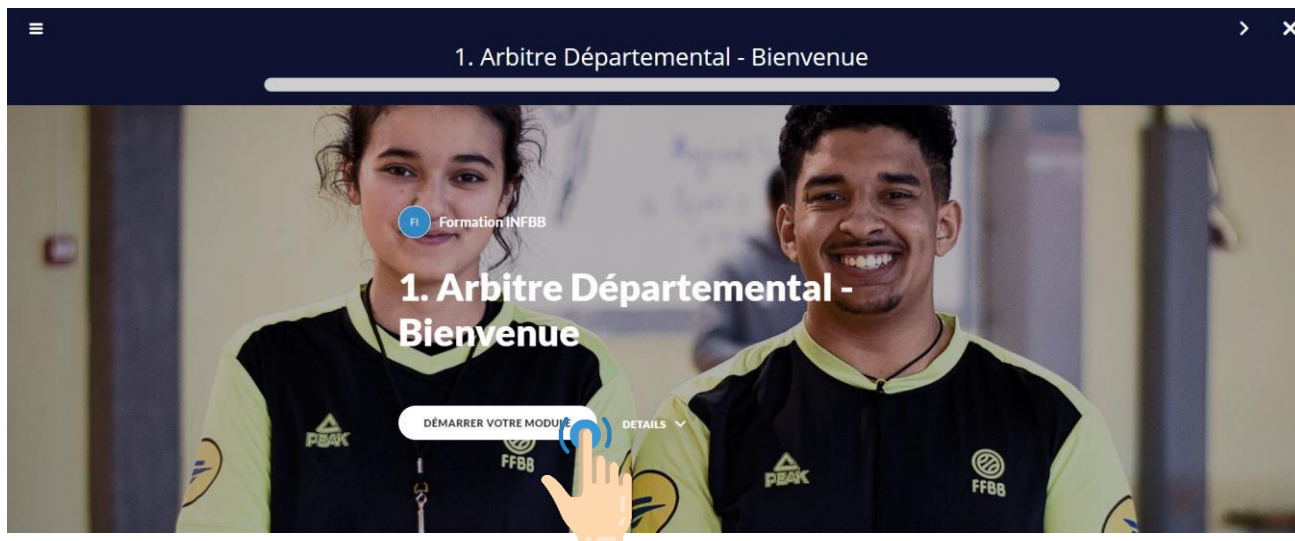 1. Arbitre Départemental - Bienvenue
FI Formation INFBB
1. Arbitre Départemental -
Bienvenue
DÉMARRER VOTRE MODULE DETAILS
PEAK FFBB
PEAK FFBB